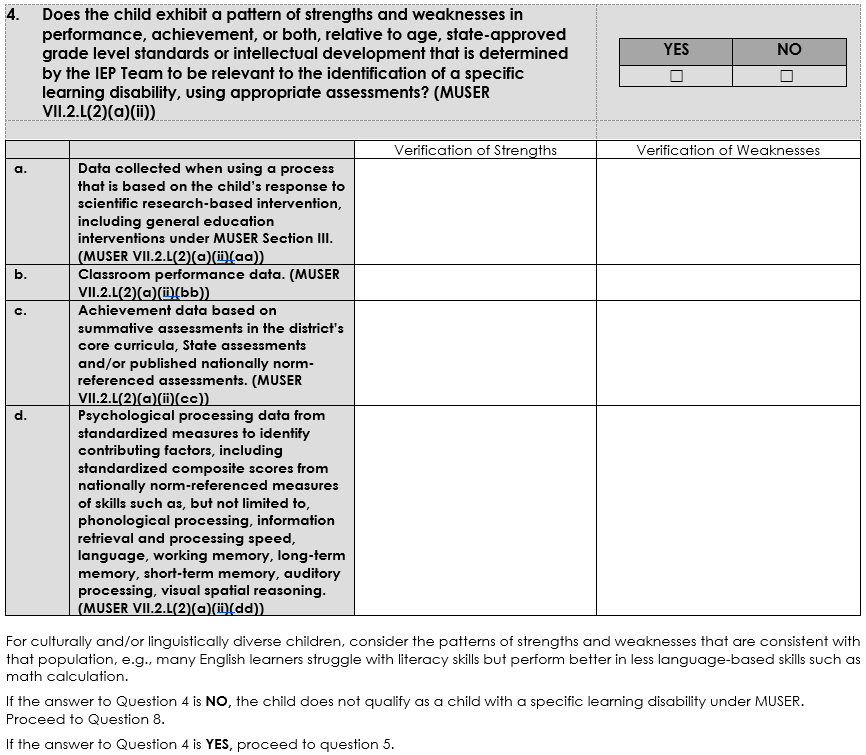 4. Does the child exhibit a pattern of strengths and weaknesses in
performance, achievement, or both, relative to age, state-approved
grade level standards or intellectual development that is determined
by the IEP Team to be relevant to the identification of a specific
learning disability, using appropriate assessments? (MUSER
VII.2.L(2)(a)(ii))
YES NO
☐ ☐
Verification of Strengths Verification of Weaknesses
a. Data collected when using a process
that is based on the child's response to
scientific research-based intervention,
including general education
interventions under MUSER Section III.
(MUSER VII.2.L(2)(a)(ii)(aa))
b. Classroom performance data. (MUSER
VII.2.L(2)(a)(ii)(bb))
c. Achievement data based on
summative assessments in the district's
core curricula, State assessments
and/or published nationally norm-
referenced assessments. (MUSER
VII.2.L(2)(a)(ii)(cc))
d. Psychological processing data from
standardized measures to identify
contributing factors, including
standardized composite scores from
nationally norm-referenced measures
of skills such as, but not limited to,
phonological processing, information
retrieval and processing speed,
language, working memory, long-term
memory, short-term memory, auditory
processing, visual spatial reasoning.
(MUSER VII.2.L(2)(a)(ii)(dd))
For culturally and/or linguistically diverse children, consider the patterns of strengths and weaknesses that are consistent with
that population, e.g., many English learners struggle with literacy skills but perform better in less language-based skills such as
math calculation.
If the answer to Question 4 is NO, the child does not qualify as a child with a specific learning disability under MUSER.
Proceed to Question 8.
If the answer to Question 4 is YES, proceed to question 5.